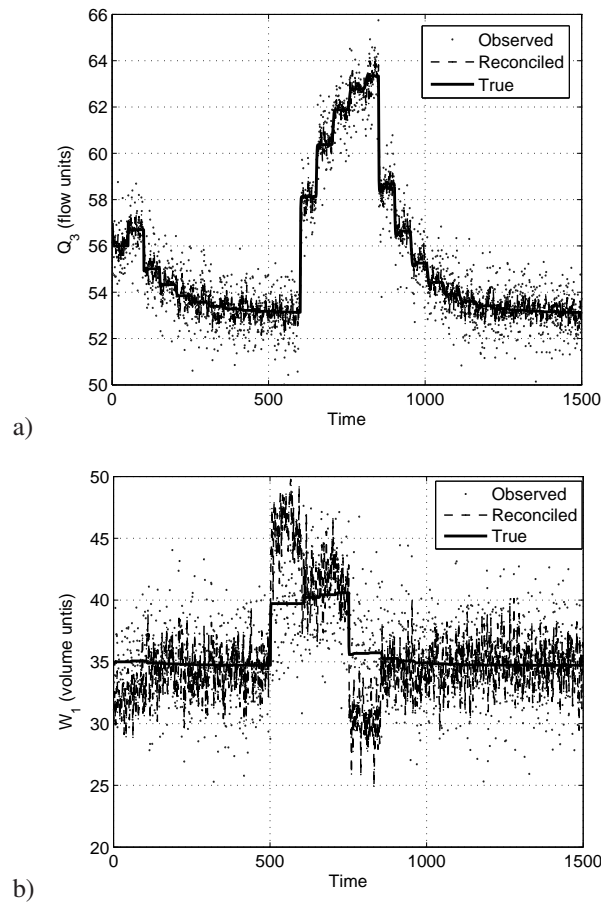 66
64
62
60
58
56
54
52
50
Q3 (flow units)
Observed
Reconciled
True
0
500
1000
1500
Time
a)
50
45
40
35
30
25
20
W1 (volume untis)
Observed
Reconciled
True
0
500
1000
1500
Time
b)